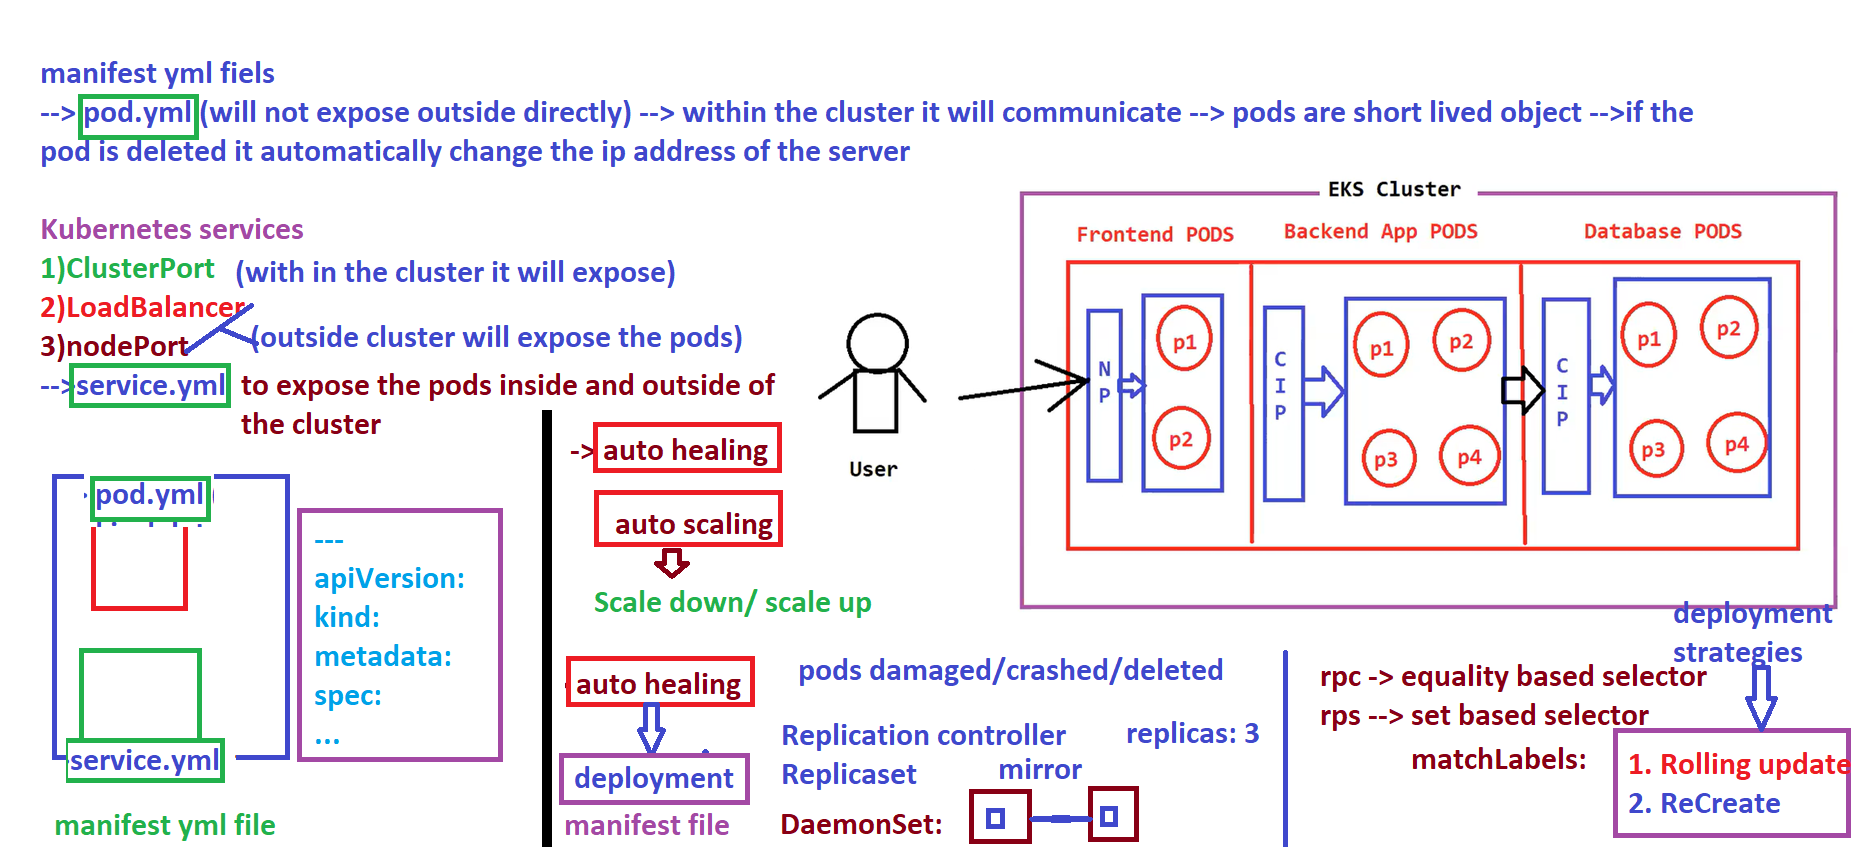 manifest yml fiels
--> pod.yml (will not expose outside directly) --> within the cluster it will communicate --> pods are short lived object -->if the
pod is deleted it automatically change the ip address of the server
Kubernetes services
1)ClusterPort (with in the cluster it will expose)
2)LoadBalancer
3)nodePort (outside cluster will expose the pods)
-->service.yml to expose the pods inside and outside of
the cluster
pod.yml
service.yml
manifest yml file
---
apiVersion:
kind:
metadata:
spec:
...
-> auto healing
auto scaling
Scale down/ scale up
auto healing
deployment
manifest file
pods damaged/crashed/deleted
Replication controller replicas: 3
Replicaset mirror
DaemonSet:
User
EKS Cluster
Frontend PODS
Backend App PODS
Database PODS
NP
p1
p2
CIP
p1
p2
p3
p4
CIP
p1
p2
p3
p4
deployment
strategies
rpc -> equality based selector
rps --> set based selector
matchLabels:
1. Rolling update
2. ReCreate